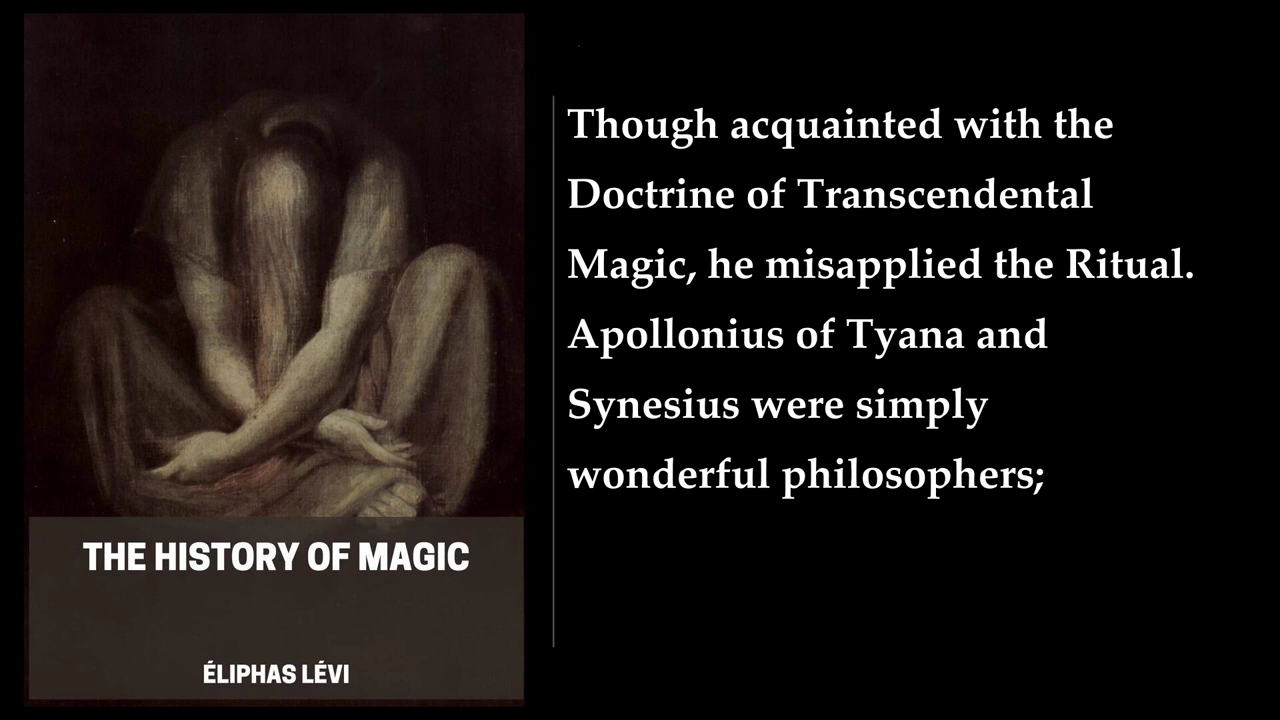 THE HISTORY OF MAGIC
ÉLIPHAS LÉVI
Though acquainted with the
Doctrine of Transcendental
Magic, he misapplied the Ritual.
Apollonius of Tyana and
Synesius were simply
wonderful philosophers;